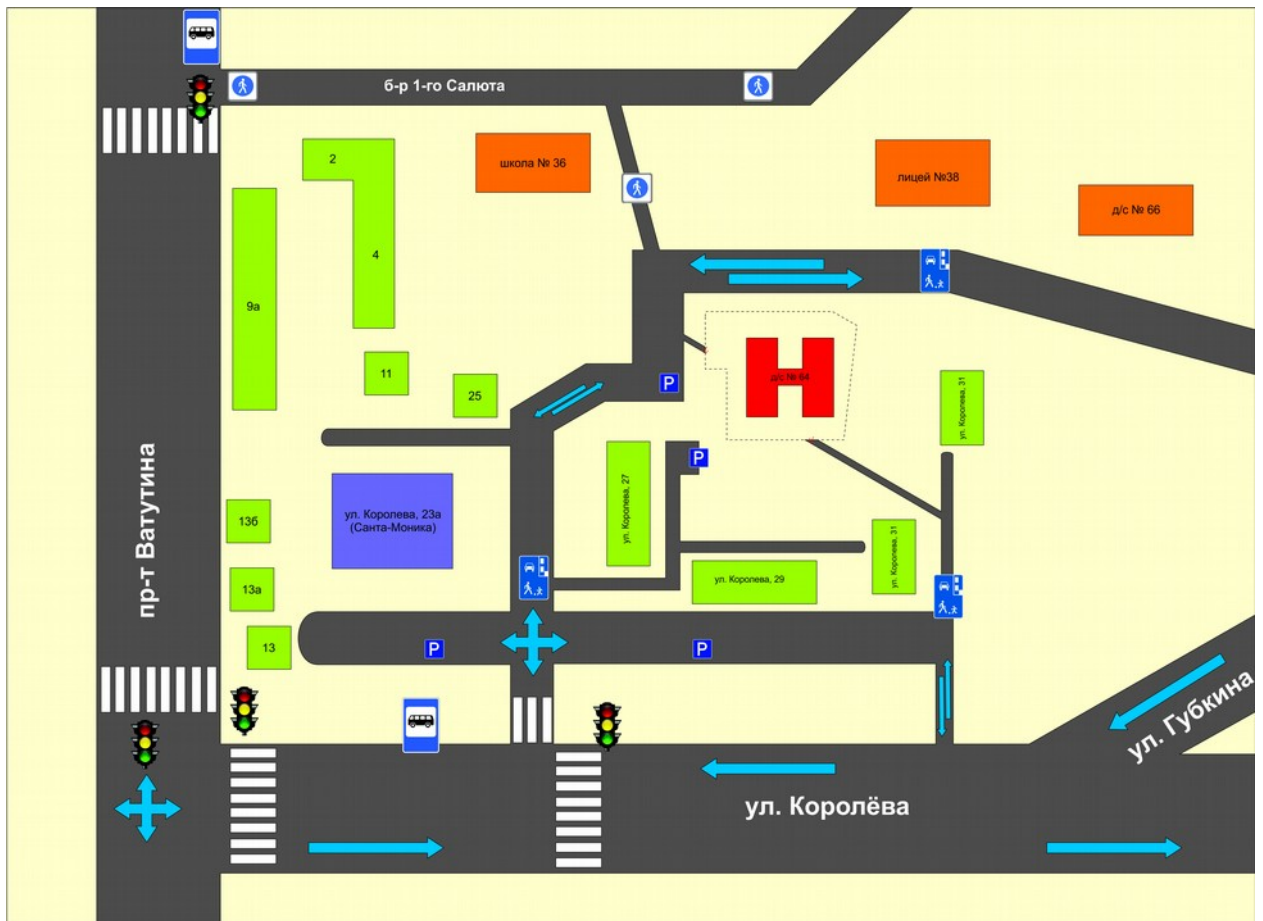 б-р 1-го Салюта
2
школа № 36
лицей №38
д/с № 66
4
9а
11
25
д/с № 64
ул. Королева, 31
P
P
ул. Королева, 27
пр-т Ватутина
ул. Королева, 23а
(Санта-Моника)
13б
ул. Королева, 31
ул. Королева, 29
13а
13
P
P
ул. Губкина
ул. Королёва